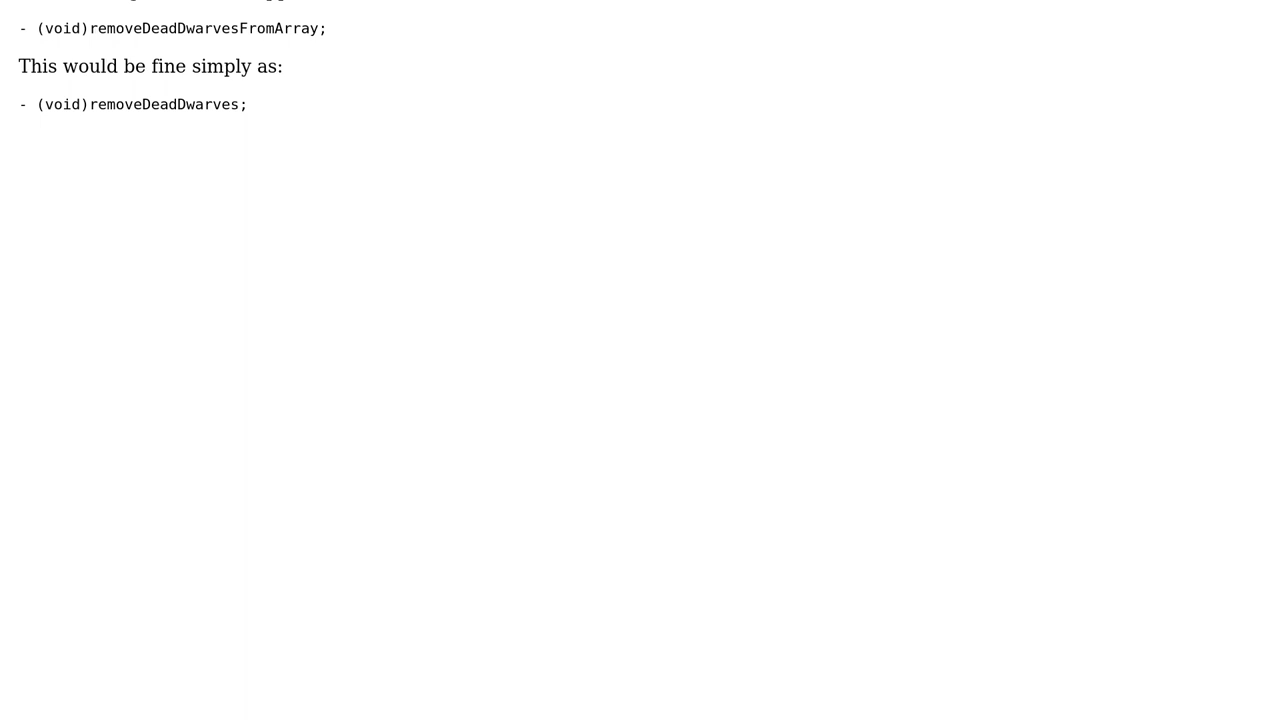 - (void)removeDeadDwarvesFromArray;
This would be fine simply as:
- (void)removeDeadDwarves;